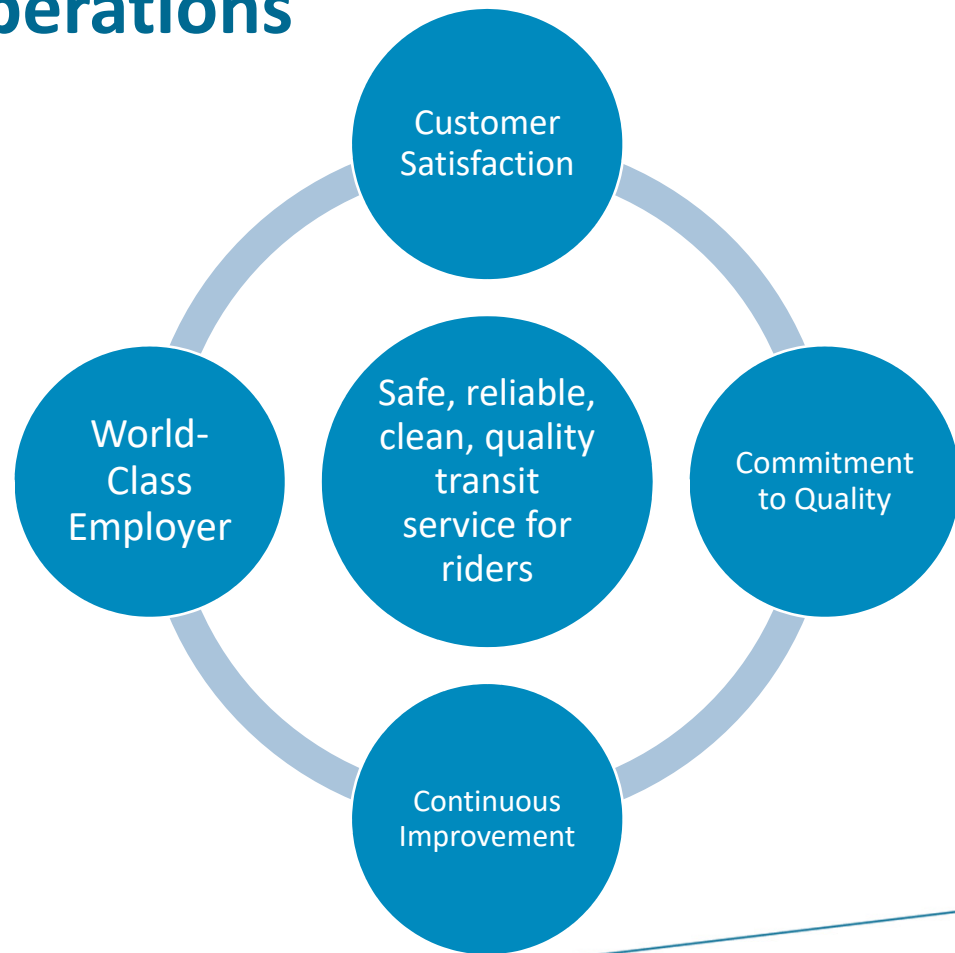 perations
Customer
Satisfaction
World-
Class
Employer
Safe, reliable,
clean, quality
transit
service for
riders
Commitment
to Quality
Continuous
Improvement